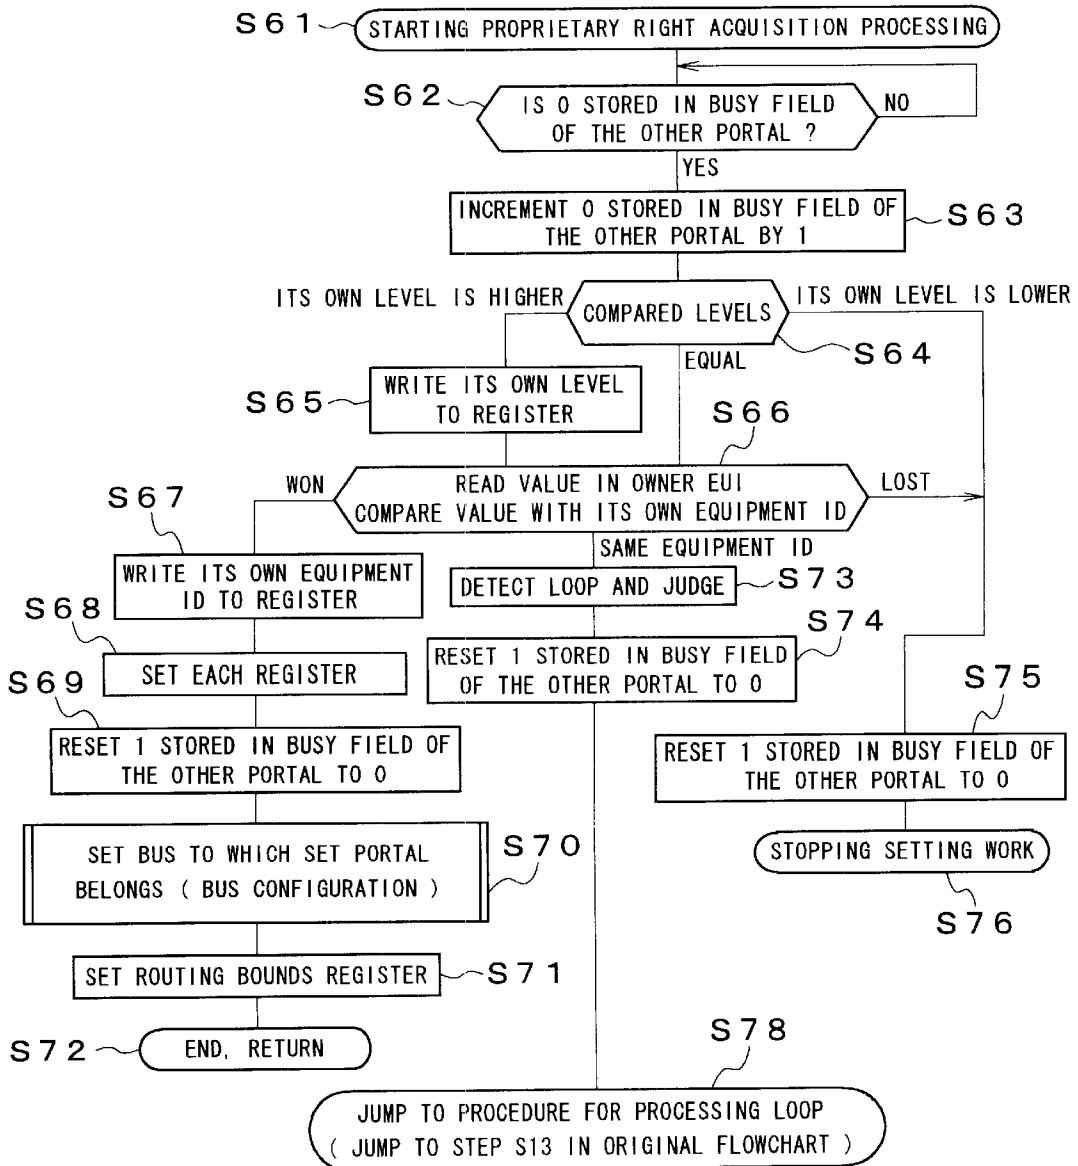 S61
STARTING PROPRIETARY RIGHT ACQUISITION PROCESSING
S62
IS 0 STORED IN BUSY FIELD
OF THE OTHER PORTAL ?
NO
YES
INCREMENT 0 STORED IN BUSY FIELD OF
THE OTHER PORTAL BY 1
S63
ITS OWN LEVEL IS HIGHER
COMPARED LEVELS
ITS OWN LEVEL IS LOWER
S64
EQUAL
S65
WRITE ITS OWN LEVEL
TO REGISTER
S66
WON
READ VALUE IN OWNER EUI
COMPARE VALUE WITH ITS OWN EQUIPMENT ID
LOST
S67
SAME EQUIPMENT ID
WRITE ITS OWN EQUIPMENT
ID TO REGISTER
DETECT LOOP AND JUDGE
S73
S68
SET EACH REGISTER
S74
RESET 1 STORED IN BUSY FIELD
OF THE OTHER PORTAL TO 0
S69
RESET 1 STORED IN BUSY FIELD OF
THE OTHER PORTAL TO 0
S75
RESET 1 STORED IN BUSY FIELD OF
THE OTHER PORTAL TO 0
SET BUS TO WHICH SET PORTAL
BELONGS ( BUS CONFIGURATION )
S70
STOPPING SETTING WORK
S76
SET ROUTING BOUNDS REGISTER
S71
S72
END, RETURN
S78
JUMP TO PROCEDURE FOR PROCESSING LOOP
( JUMP TO STEP S13 IN ORIGINAL FLOWCHART )